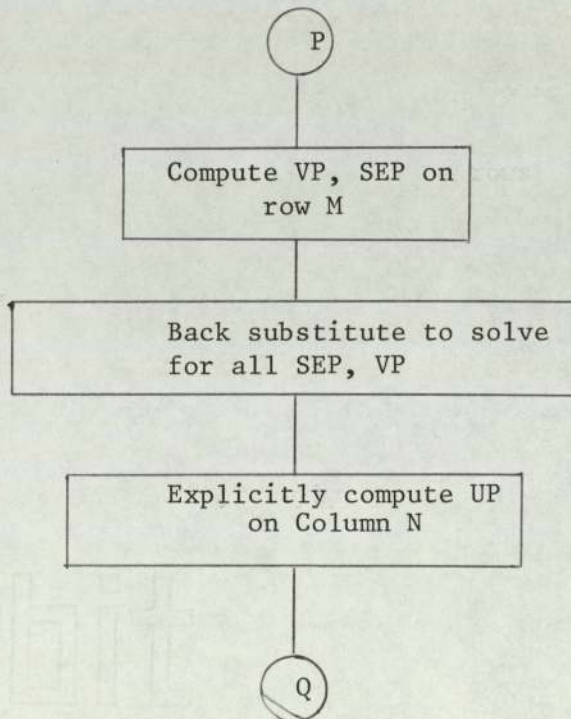 P
Compute VP, SEP on
row M
Back substitute to solve
for all SEP, VP
Explicitly compute UP
on Column N
Q